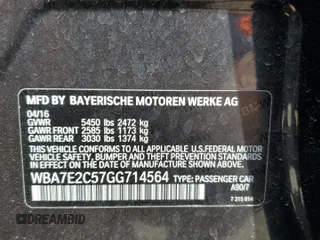 MFD BY BAYERISCHE MOTOREN WERKE AG
04/16
GVWR 5450 lbs 2472 kg
GAWR FRONT 2585 lbs 1173 kg
GAWR REAR 3030 lbs 1374 kg
THIS VEHICLE CONFORMS TO ALL APPLICABLE
FEDERAL MOTOR VEHICLE SAFETY, BUMPER, AND THEFT
PREVENTION STANDARDS IN EFFECT ON THE DATE OF
MANUFACTURE SHOWN ABOVE.
WBA7E2C57GG714564 TYPE: PASSENGER CAR
A90/7